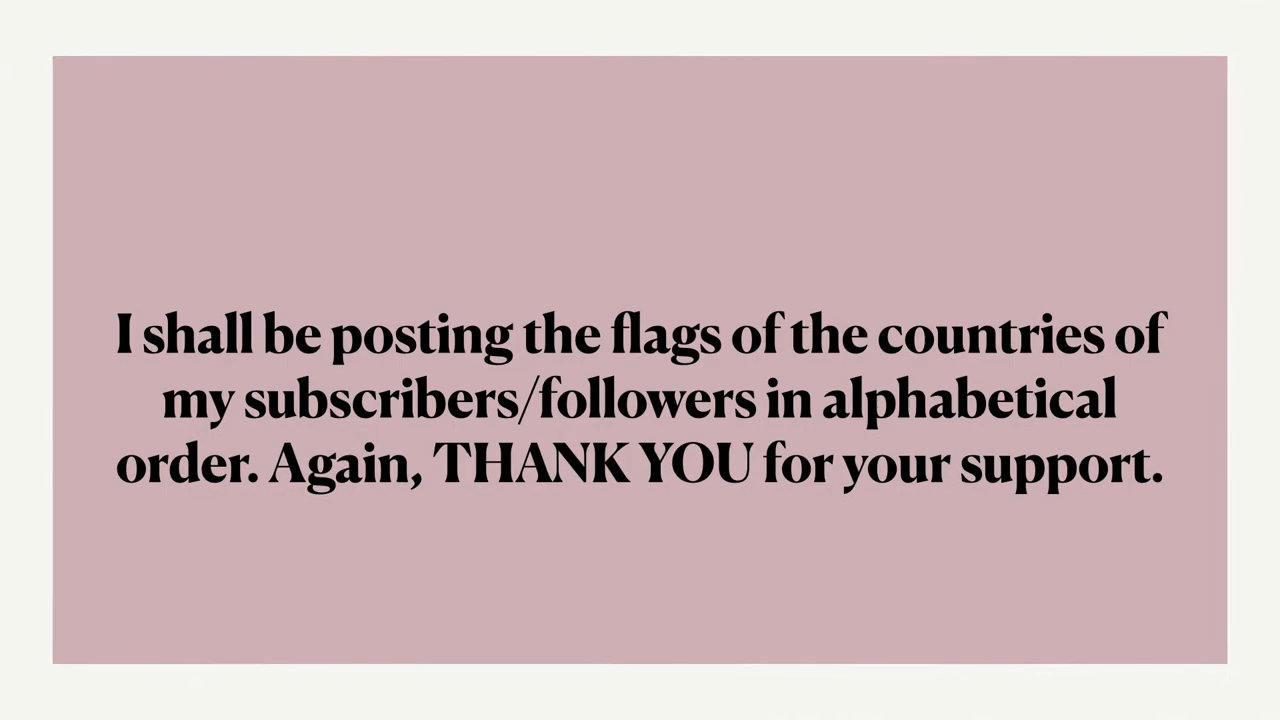 I shall be posting the flags of the countries of
my subscribers/followers in alphabetical
order. Again, THANK YOU for your support.